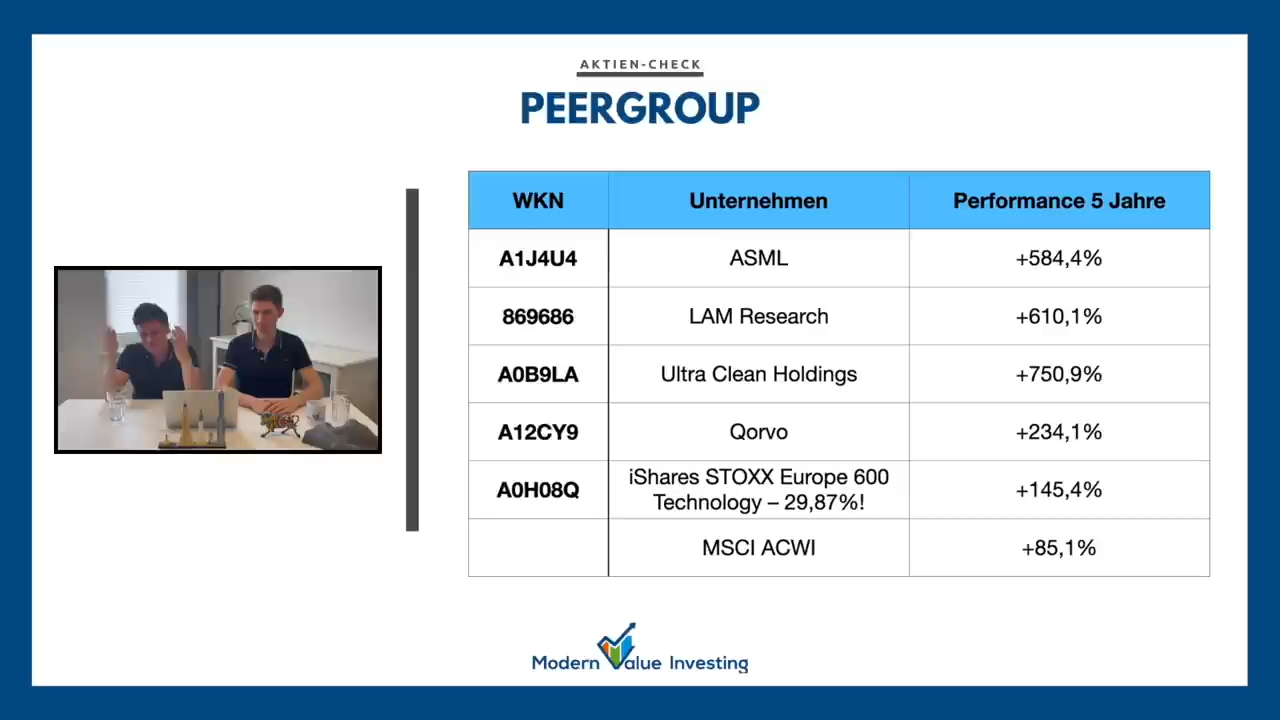 AKTIEN-CHECK
PEERGROUP
WKN Unternehmen Performance 5 Jahre
A1J4U4 ASML +584,4%
869686 LAM Research +610,1%
A0B9LA Ultra Clean Holdings +750,9%
A12CY9 Qorvo +234,1%
A0H08Q iShares STOXX Europe 600 Technology – 29,87%! +145,4%
MSCI ACWI +85,1%
Modern Value Investing